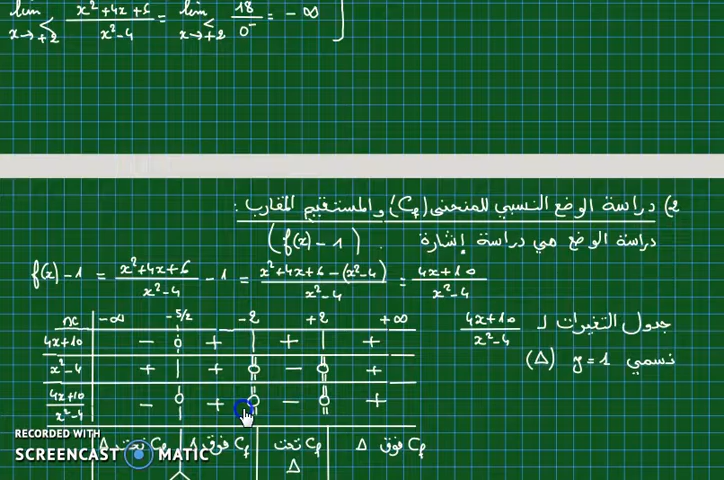 lim x→+2 < x²+4x+6 / x²-4 = lim x→+2 < 18 / 0⁻ = -∞
2) دراسة الوضع النسبي للمنحنى (Cf) والمستقيم المقارب :
دراسة الوضع هي دراسة إشارة (f(x)-1) .
f(x)-1 = x²+4x+6 / x²-4 - 1 = x²+4x+6-(x²-4) / x²-4 = 4x+10 / x²-4
جدول التغيرات لـ 4x+10 / x²-4
نسمي y=1 (Δ)
x -∞ -5/2 -2 +2 +∞
4x+10 - 0 + | + | +
x²-4 + | + 0 - 0 +
4x+10 / x²-4 - 0 + 0 - 0 +
Cf تحت Δ Cf فوق Δ Cf تحت Δ Cf فوق Δ
RECORDED WITH
SCREENCAST MATIC